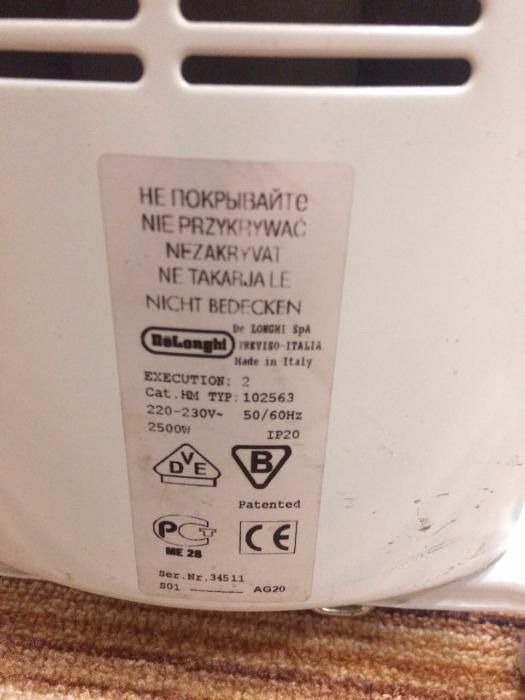 НЕ ПОКРЫВАЙТЕ
NIE PRZYKRYWAĆ
NEZAKRYVAT
NE TAKARJA LE
NICHT BEDECKEN
DeLonghi
De LONGHI SpA
TREVISO-ITALIA
Made in Italy
EXECUTION: 2
Cat.HM TYP: 102563
220-230V~ 50/60Hz
2500W IP20
DVE B
Patented
PCT CE
ME 28
Ser.Nr.34511
S01 AG20